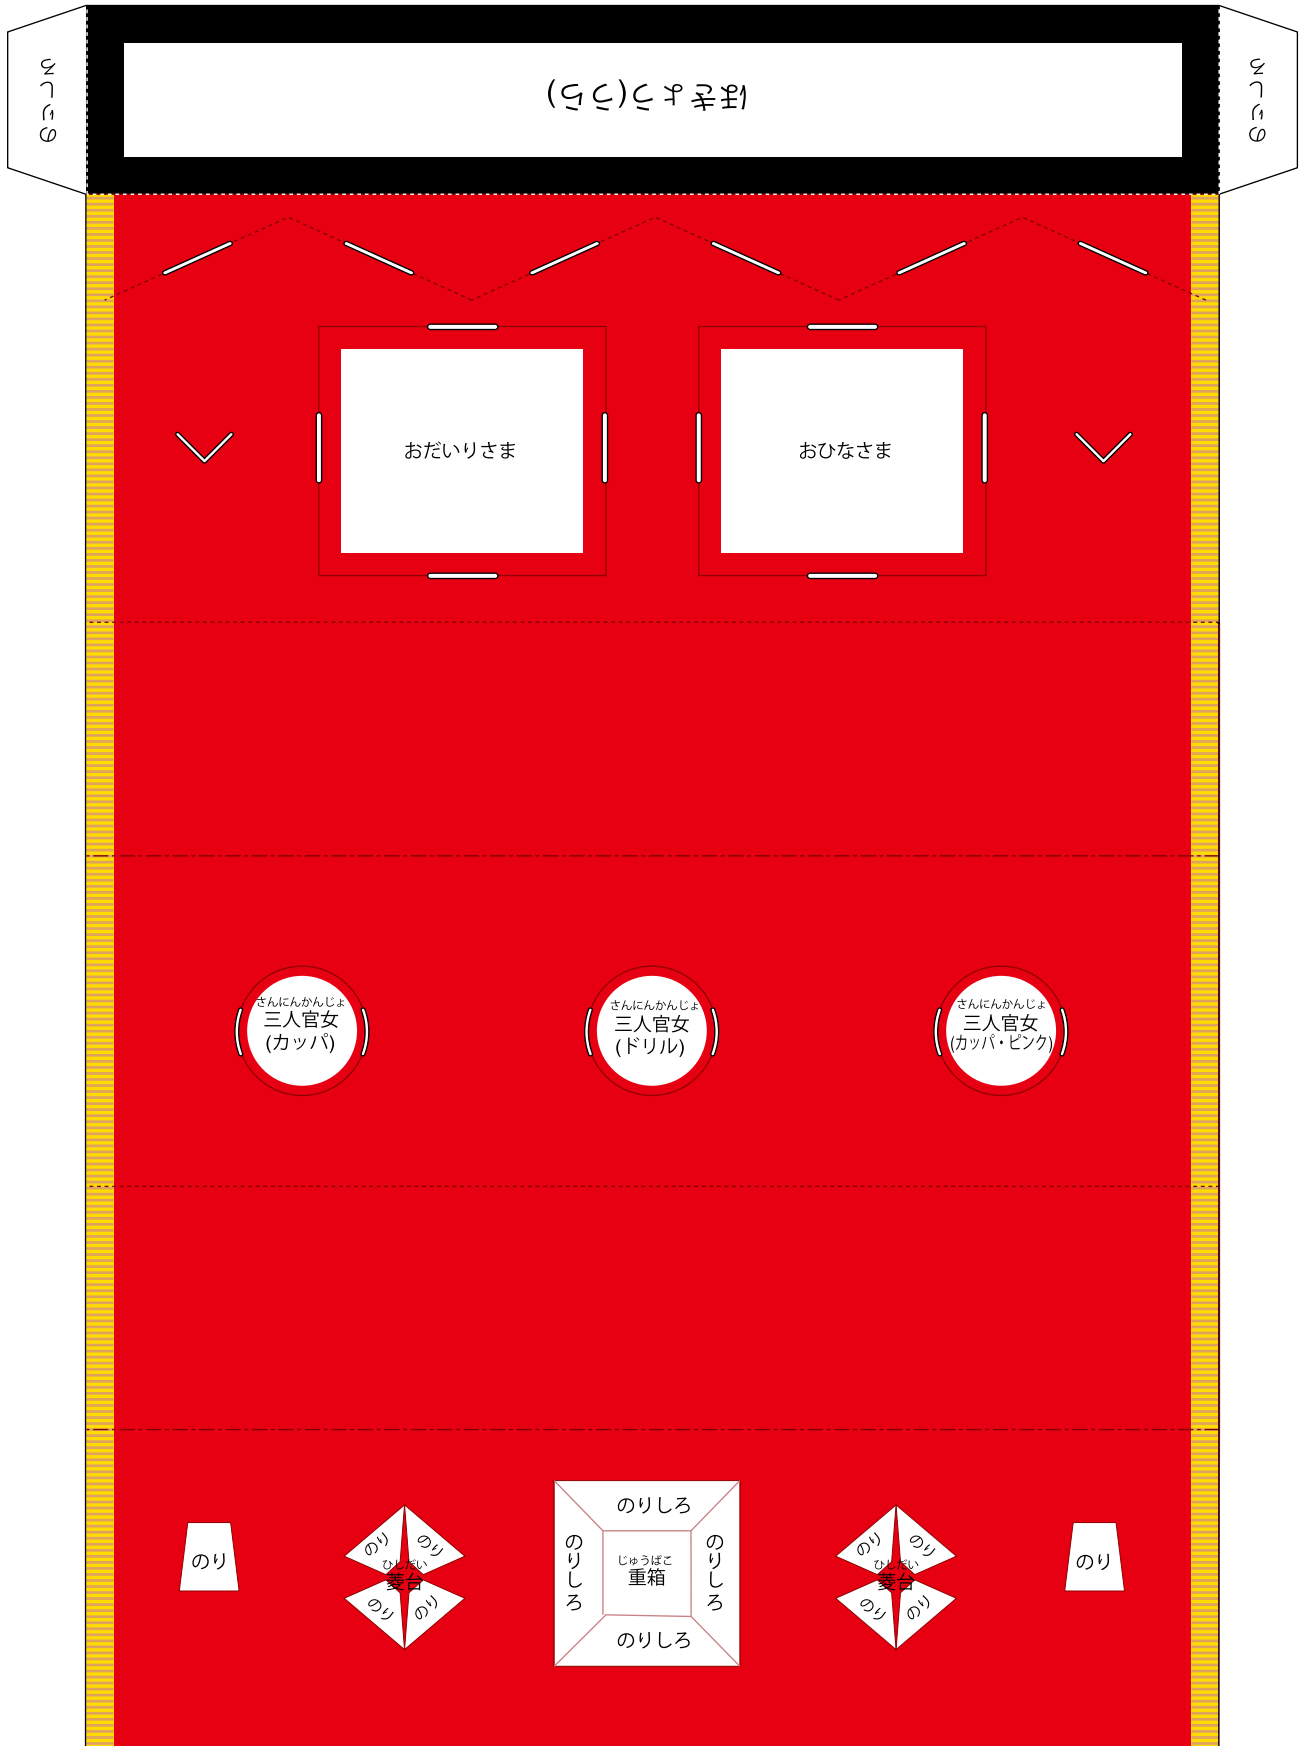 のりしろ
ほきょう(うら)
のりしろ
おだいりさま
おひなさま
さんにんかんじょ
三人官女
(カッパ)
さんにんかんじょ
三人官女
(ドリル)
さんにんかんじょ
三人官女
(カッパ・ピンク)
のり
のり
のり
ひしだい
菱台
のり
のり
のりしろ
のりしろ
じゅうばこ
重箱
のりしろ
のりしろ
のり
のり
ひしだい
菱台
のり
のり
のり